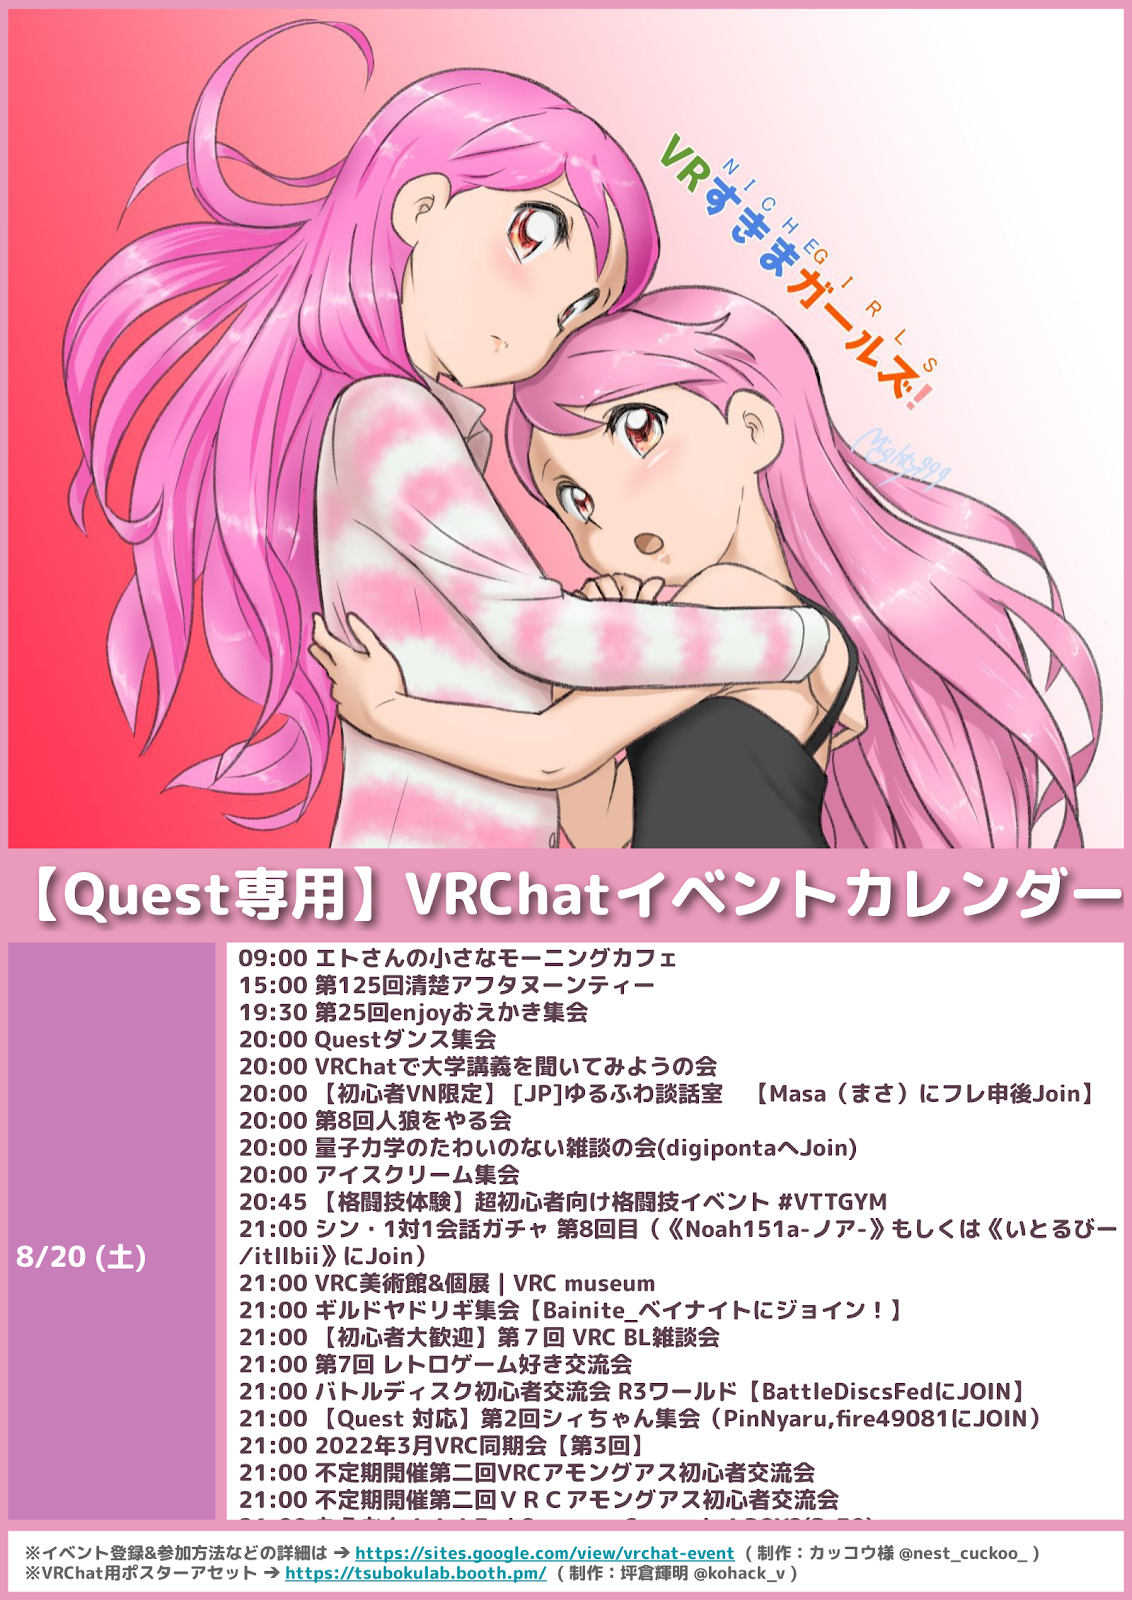 NICHE GIRLS
VRすきまガールズ!
Mighty999
【Quest専用】VRChatイベントカレンダー
8/20 (土)
09:00 エトさんの小さなモーニングカフェ
15:00 第125回清楚アフタヌーンティー
19:30 第25回enjoyおえかき集会
20:00 Questダンス集会
20:00 VRChatで大学講義を聞いてみようの会
20:00 【初心者VN限定】 [JP]ゆるふわ談話室　【Masa（まさ）にフレ申後Join】
20:00 第8回人狼をやる会
20:00 量子力学のたわいのない雑談の会(digipontaへJoin)
20:00 アイスクリーム集会
20:45 【格闘技体験】超初心者向け格闘技イベント #VTTGYM
21:00 シン・1対1会話ガチャ 第8回目（《Noah151a-ノア-》もしくは《いとるびー
/itllbii》にJoin）
21:00 VRC美術館&個展 | VRC museum
21:00 ギルドヤドリギ集会【Bainite_ベイナイトにジョイン！】
21:00 【初心者大歓迎】第７回 VRC BL雑談会
21:00 第7回 レトロゲーム好き交流会
21:00 バトルディスク初心者交流会 R3ワールド【BattleDiscsFedにJOIN】
21:00 【Quest 対応】第2回シィちゃん集会（PinNyaru,fire49081にJOIN）
21:00 2022年3月VRC同期会【第3回】
21:00 不定期開催第二回VRCアモングアス初心者交流会
21:00 不定期開催第二回ＶＲＣアモングアス初心者交流会
※イベント登録&参加方法などの詳細は → https://sites.google.com/view/vrchat-event （制作：カッコウ様 @nest_cuckoo_ ）
※VRChat用ポスターアセット → https://tsubokulab.booth.pm/ （制作：坪倉輝明 @kohack_v ）